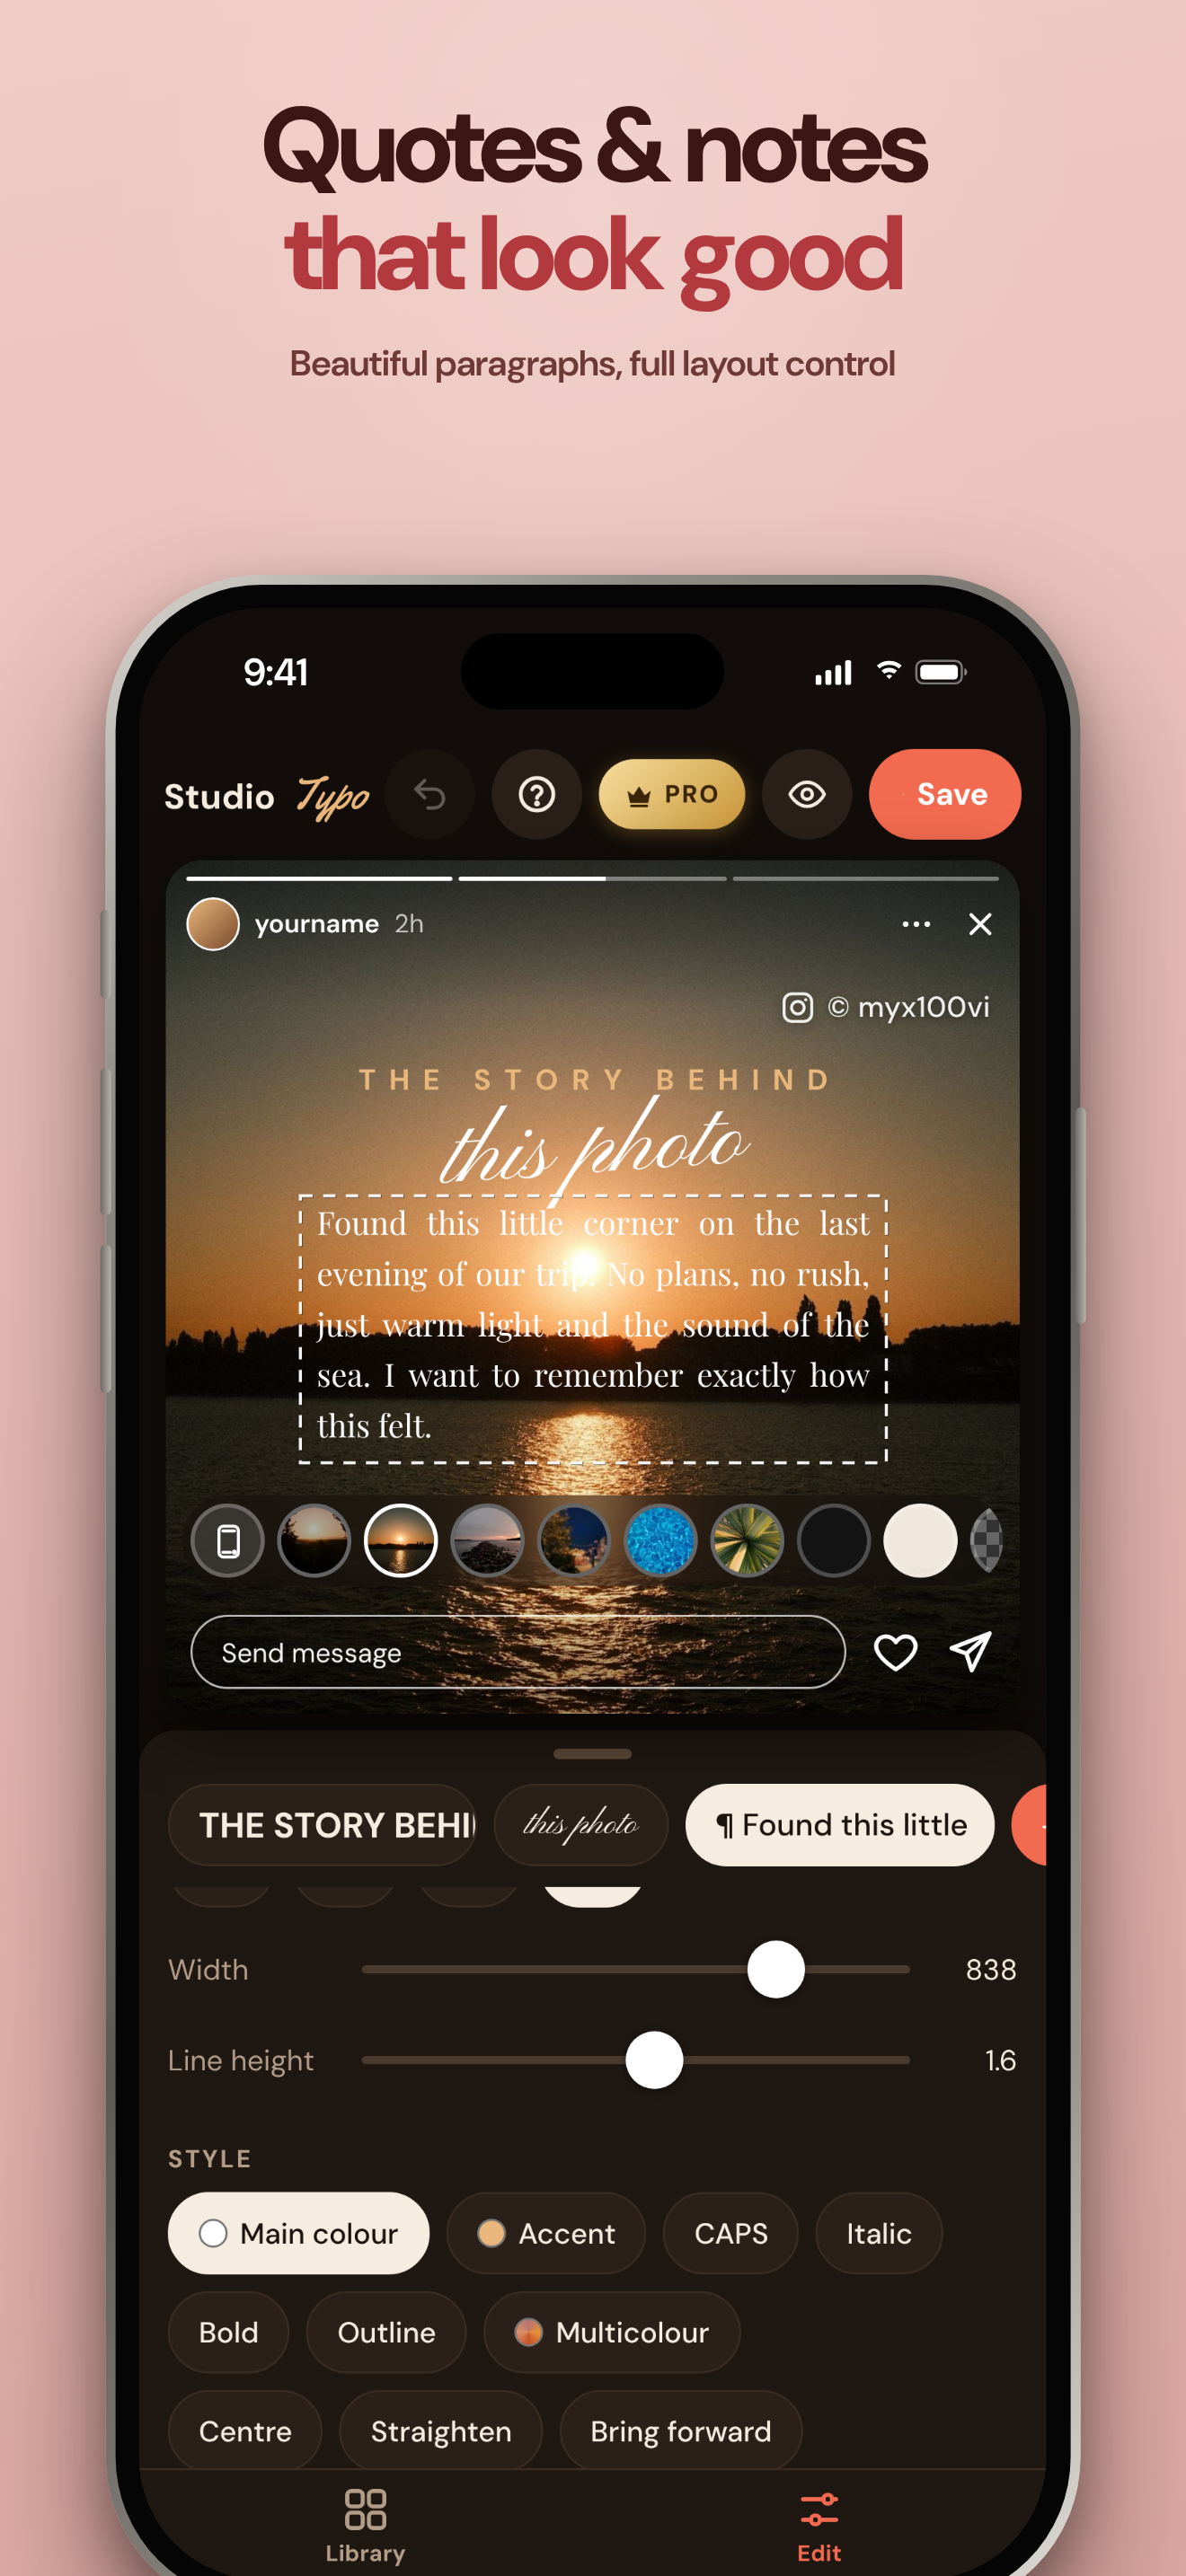 Quotes & notes
that look good
Beautiful paragraphs, full layout control
9:41
Studio Typo
PRO
Save
yourname 2h
© myx100vi
THE STORY BEHIND
this photo
Found this little corner on the last
evening of our trip. No plans, no rush,
just warm light and the sound of the
sea. I want to remember exactly how
this felt.
Send message
THE STORY BEHI
this photo
¶ Found this little
Width 838
Line height 1.6
STYLE
Main colour Accent CAPS Italic
Bold Outline Multicolour
Centre Straighten Bring forward
Library Edit